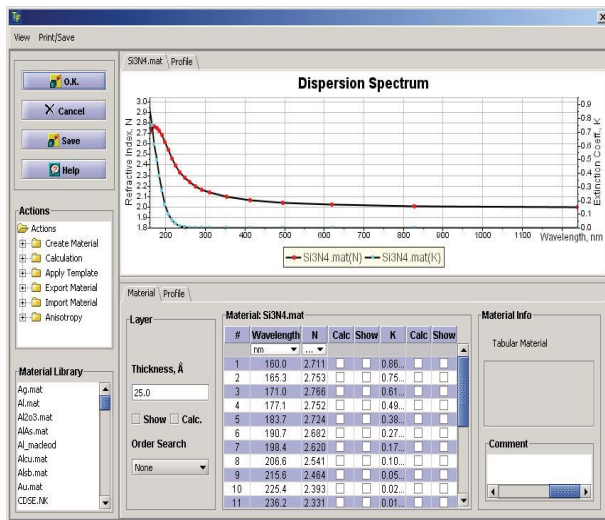 TF
X
View Print/Save
O.K.
Cancel
Save
Help
Actions
Actions
Create Material
Calculation
Apply Template
Export Material
Import Material
Anisotropy
Material Library
Ag.mat
Al.mat
Al2o3.mat
AlAs.mat
Al_macleod
Alcu.mat
Alsb.mat
Au.mat
CDSE.NK
Si3N4.mat Profile
Dispersion Spectrum
Refractive Index, N
3.0
2.9
2.8
2.7
2.6
2.5
2.4
2.3
2.2
2.1
2.0
1.9
1.8
Extinction Coeff., K
0.9
0.8
0.7
0.6
0.5
0.4
0.3
0.2
0.1
0.0
200 300 400 500 600 700 800 900 1000 1100 Wavelength, nm
Si3N4.mat(N) Si3N4.mat(K)
Material Profile
Layer
Thickness, Å
25.0
Show Calc.
Order Search
None
Material: Si3N4.mat
# Wavelength N Calc Show K Calc Show
nm ...
1 160.0 2.711 0.86...
2 165.3 2.753 0.75...
3 171.0 2.766 0.61...
4 177.1 2.752 0.49...
5 183.7 2.724 0.38...
6 190.7 2.682 0.27...
7 198.4 2.620 0.17...
8 206.6 2.541 0.10...
9 215.6 2.464 0.05...
10 225.4 2.393 0.02...
11 236.2 2.331 0.01...
Material Info
Tabular Material
Comment